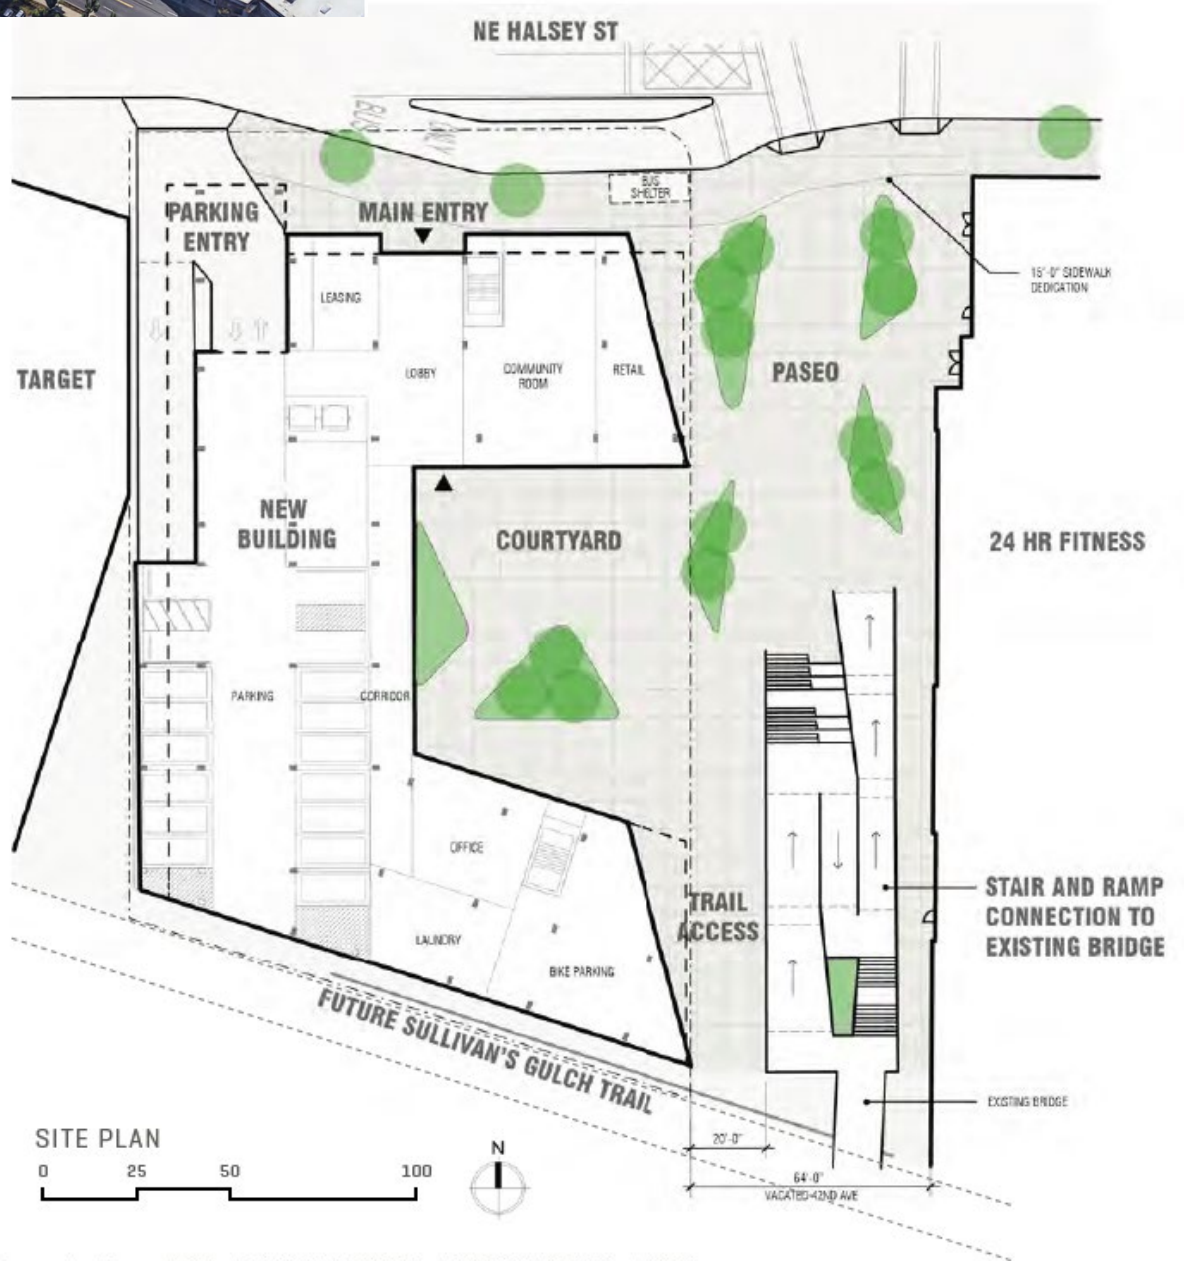 NE HALSEY ST
BUS
ONLY
BUS
SHELTER
PARKING
ENTRY
MAIN ENTRY
15'-0" SIDEWALK
DEDICATION
LEASING
TARGET
LOBBY
COMMUNITY
ROOM
RETAIL
PASEO
NEW
BUILDING
COURTYARD
24 HR FITNESS
PARKING
CORRIDOR
OFFICE
TRAIL
ACCESS
STAIR AND RAMP
CONNECTION TO
EXISTING BRIDGE
LAUNDRY
BIKE PARKING
FUTURE SULLIVAN'S GULCH TRAIL
EXISTING BRIDGE
SITE PLAN
0 25 50 100
N
20'-0"
64'-0"
VACATED 42ND AVE